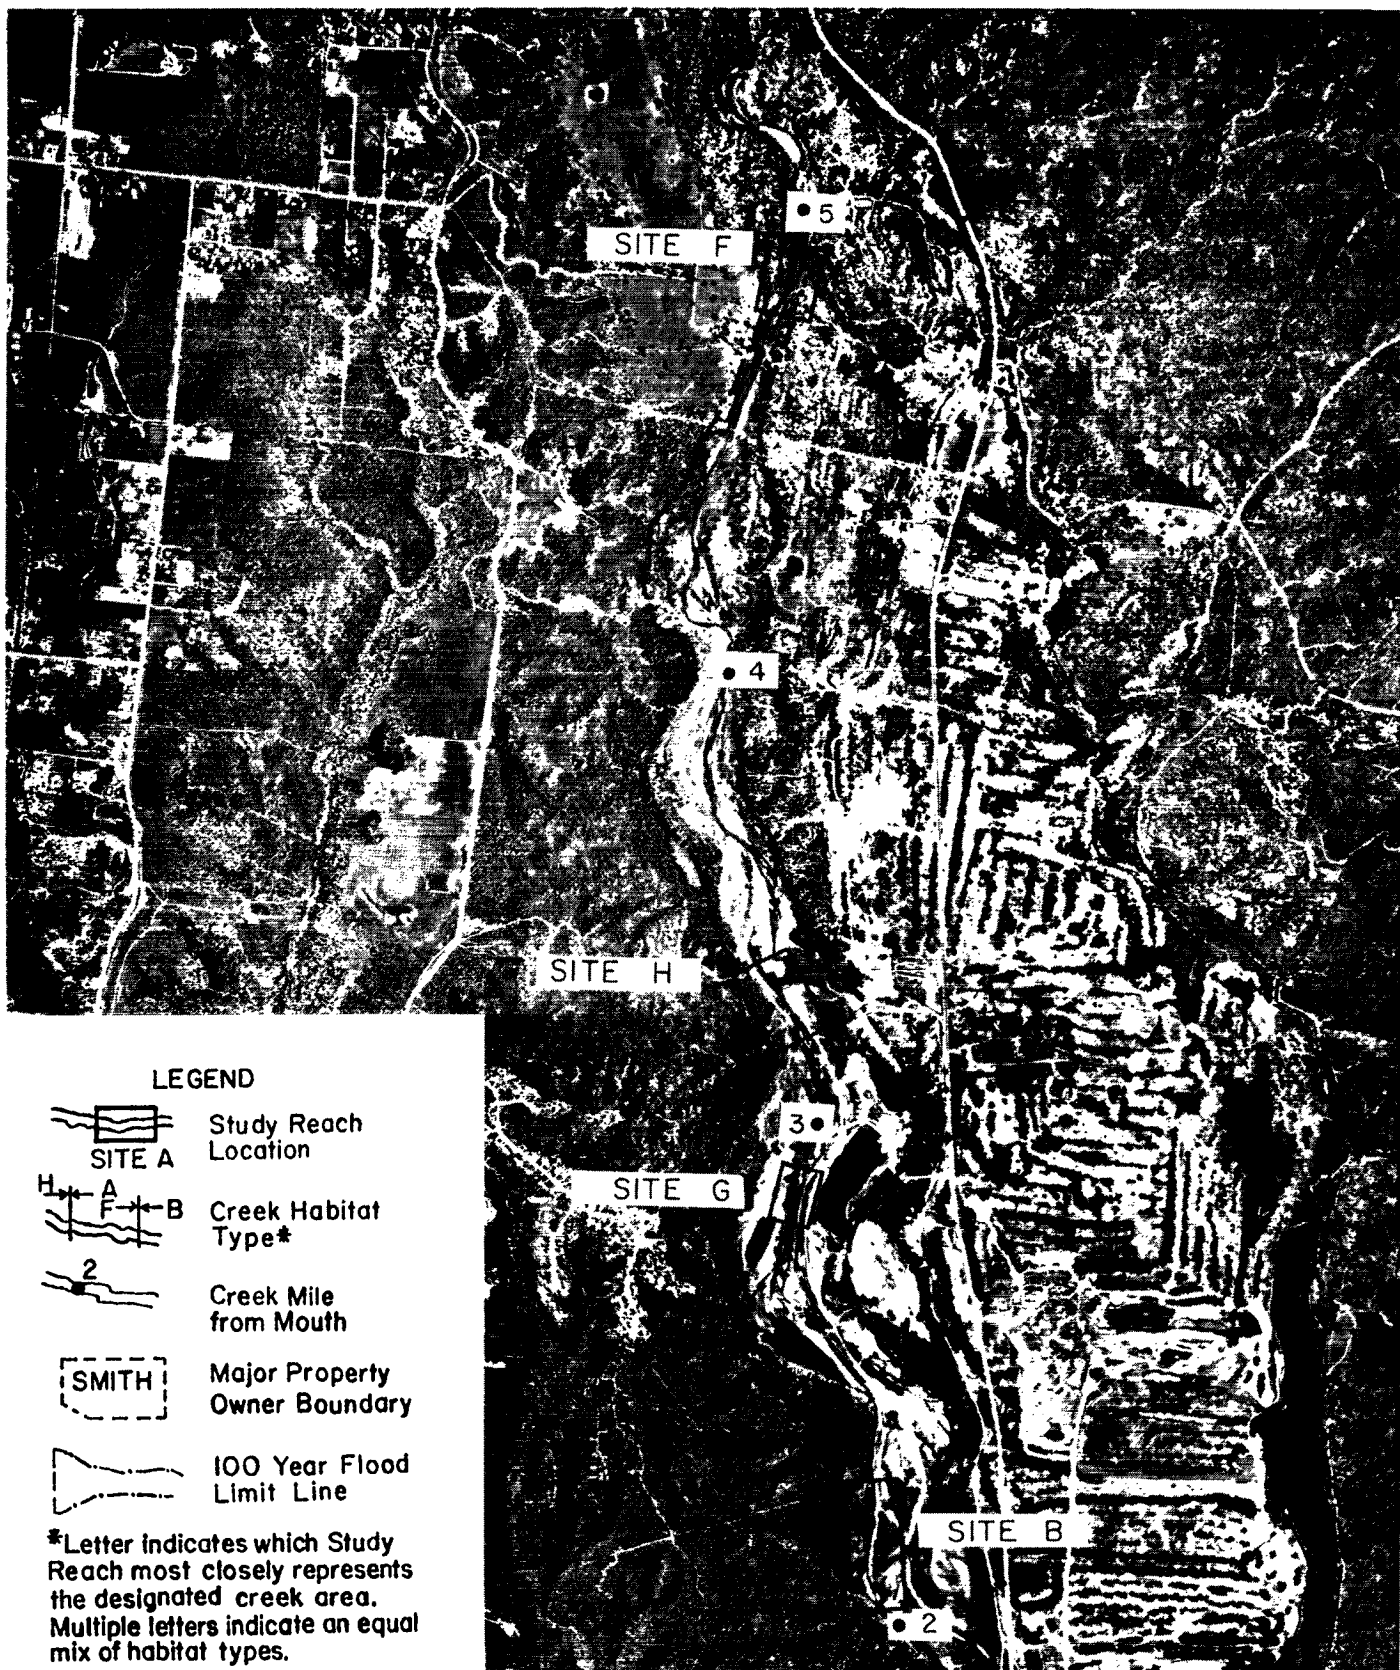 5
SITE F
4
SITE H
3
SITE G
SITE B
2
LEGEND
SITE A
Study Reach
Location
H A
F B
Creek Habitat
Type*
2
Creek Mile
from Mouth
SMITH
Major Property
Owner Boundary
100 Year Flood
Limit Line
*Letter indicates which Study
Reach most closely represents
the designated creek area.
Multiple letters indicate an equal
mix of habitat types.